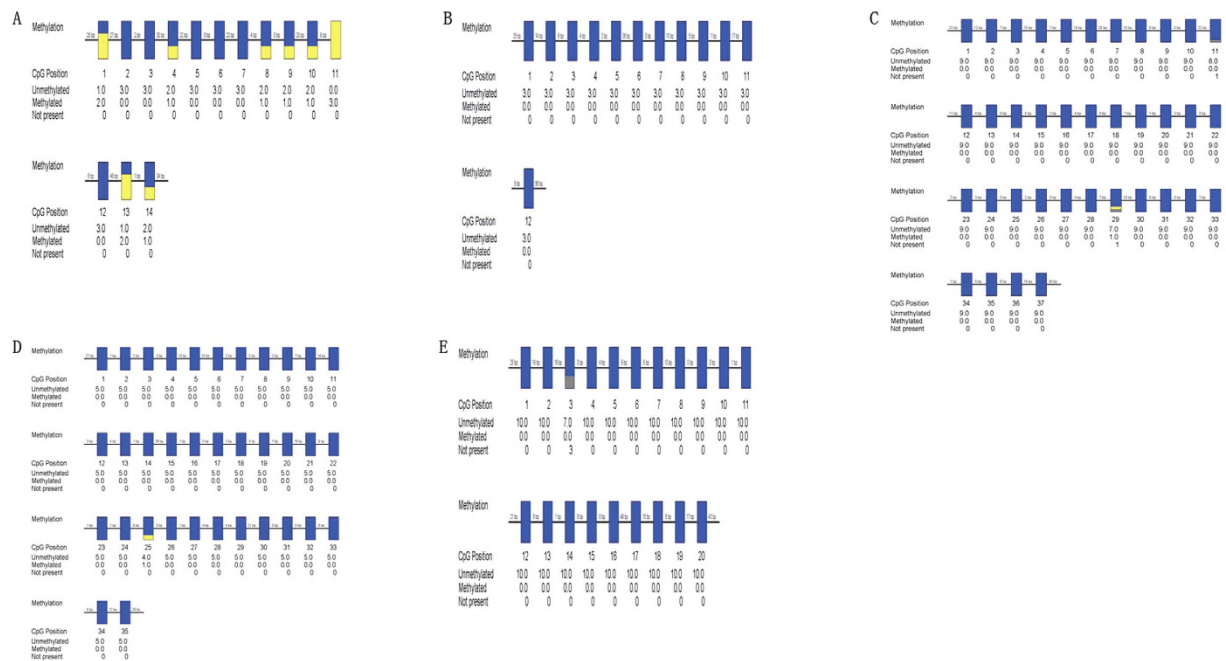 A
Methylation
CpG Position 1 2 3 4 5 6 7 8 9 10 11
Unmethylated 1.0 3.0 3.0 2.0 3.0 3.0 3.0 2.0 2.0 2.0 0.0
Methylated 2.0 0.0 0.0 1.0 0.0 0.0 0.0 1.0 1.0 1.0 3.0
Not present 0 0 0 0 0 0 0 0 0 0 0
Methylation
CpG Position 12 13 14
Unmethylated 3.0 1.0 2.0
Methylated 0.0 2.0 1.0
Not present 0 0 0
B
Methylation
CpG Position 1 2 3 4 5 6 7 8 9 10 11
Unmethylated 3.0 3.0 3.0 3.0 3.0 3.0 3.0 3.0 3.0 3.0 3.0
Methylated 0.0 0.0 0.0 0.0 0.0 0.0 0.0 0.0 0.0 0.0 0.0
Not present 0 0 0 0 0 0 0 0 0 0 0
Methylation
CpG Position 12
Unmethylated 3.0
Methylated 0.0
Not present 0
C
Methylation
CpG Position 1 2 3 4 5 6 7 8 9 10 11
Unmethylated 9.0 9.0 9.0 9.0 9.0 9.0 9.0 9.0 9.0 9.0 8.0
Methylated 0.0 0.0 0.0 0.0 0.0 0.0 0.0 0.0 0.0 0.0 0.0
Not present 0 0 0 0 0 0 0 0 0 0 1
Methylation
CpG Position 12 13 14 15 16 17 18 19 20 21 22
Unmethylated 9.0 9.0 9.0 9.0 9.0 9.0 9.0 9.0 9.0 9.0 9.0
Methylated 0.0 0.0 0.0 0.0 0.0 0.0 0.0 0.0 0.0 0.0 0.0
Not present 0 0 0 0 0 0 0 0 0 0 0
Methylation
CpG Position 23 24 25 26 27 28 29 30 31 32 33
Unmethylated 9.0 9.0 9.0 9.0 9.0 9.0 7.0 9.0 9.0 9.0 9.0
Methylated 0.0 0.0 0.0 0.0 0.0 0.0 1.0 0.0 0.0 0.0 0.0
Not present 0 0 0 0 0 0 1 0 0 0 0
Methylation
CpG Position 34 35 36 37
Unmethylated 9.0 9.0 9.0 9.0
Methylated 0.0 0.0 0.0 0.0
Not present 0 0 0 0
D
Methylation
CpG Position 1 2 3 4 5 6 7 8 9 10 11
Unmethylated 5.0 5.0 5.0 5.0 5.0 5.0 5.0 5.0 5.0 5.0 5.0
Methylated 0.0 0.0 0.0 0.0 0.0 0.0 0.0 0.0 0.0 0.0 0.0
Not present 0 0 0 0 0 0 0 0 0 0 0
Methylation
CpG Position 12 13 14 15 16 17 18 19 20 21 22
Unmethylated 5.0 5.0 5.0 5.0 5.0 5.0 5.0 5.0 5.0 5.0 5.0
Methylated 0.0 0.0 0.0 0.0 0.0 0.0 0.0 0.0 0.0 0.0 0.0
Not present 0 0 0 0 0 0 0 0 0 0 0
Methylation
CpG Position 23 24 25 26 27 28 29 30 31 32 33
Unmethylated 5.0 5.0 4.0 5.0 5.0 5.0 5.0 5.0 5.0 5.0 5.0
Methylated 0.0 0.0 1.0 0.0 0.0 0.0 0.0 0.0 0.0 0.0 0.0
Not present 0 0 0 0 0 0 0 0 0 0 0
Methylation
CpG Position 34 35
Unmethylated 5.0 5.0
Methylated 0.0 0.0
Not present 0 0
E
Methylation
CpG Position 1 2 3 4 5 6 7 8 9 10 11
Unmethylated 10.0 10.0 7.0 10.0 10.0 10.0 10.0 10.0 10.0 10.0 10.0
Methylated 0.0 0.0 0.0 0.0 0.0 0.0 0.0 0.0 0.0 0.0 0.0
Not present 0 0 3 0 0 0 0 0 0 0 0
Methylation
CpG Position 12 13 14 15 16 17 18 19 20
Unmethylated 10.0 10.0 10.0 10.0 10.0 10.0 10.0 10.0 10.0
Methylated 0.0 0.0 0.0 0.0 0.0 0.0 0.0 0.0 0.0
Not present 0 0 0 0 0 0 0 0 0